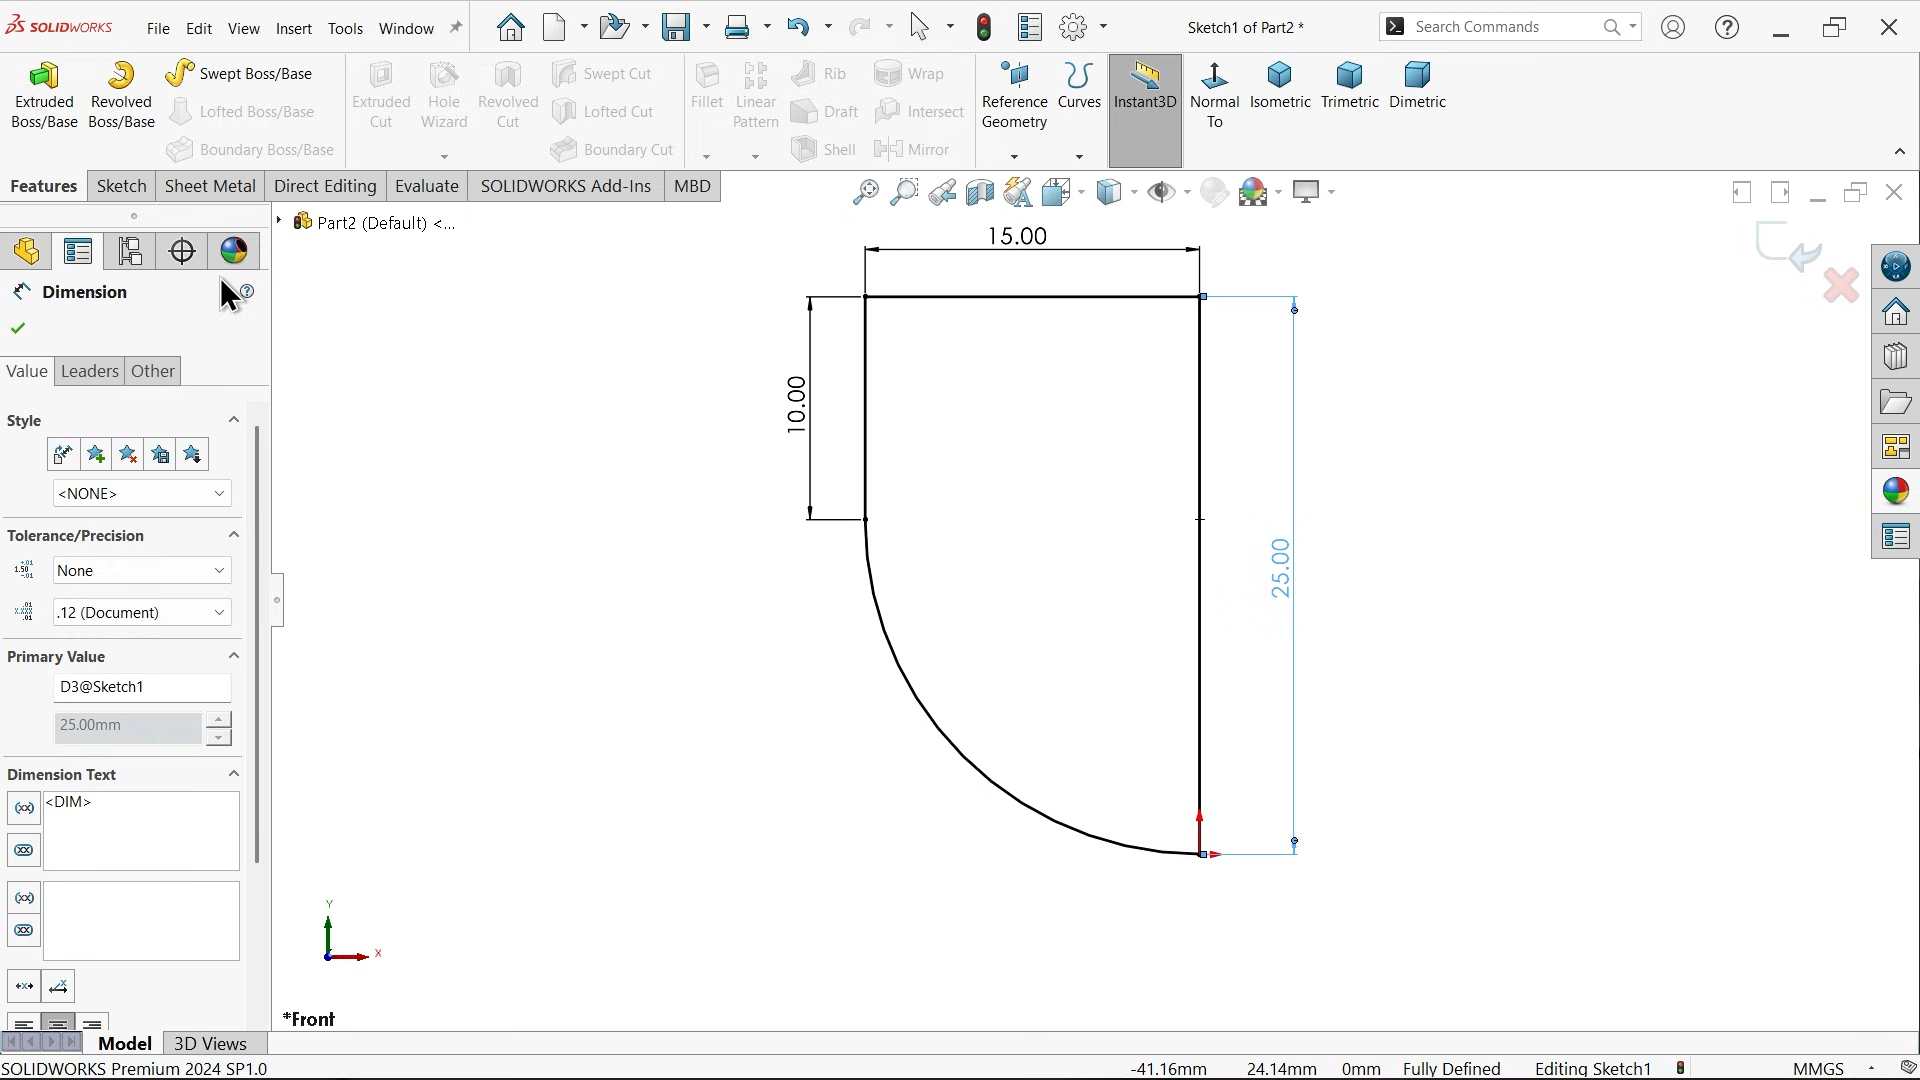 SOLIDWORKS
File Edit View Insert Tools Window
Sketch1 of Part2 *
Search Commands
Extruded Boss/Base
Revolved Boss/Base
Swept Boss/Base
Lofted Boss/Base
Boundary Boss/Base
Extruded Cut
Hole Wizard
Revolved Cut
Swept Cut
Lofted Cut
Boundary Cut
Fillet
Linear Pattern
Rib
Draft
Shell
Wrap
Intersect
Mirror
Reference Geometry
Curves
Instant3D
Normal To
Isometric
Trimetric
Dimetric
Features Sketch Sheet Metal Direct Editing Evaluate SOLIDWORKS Add-Ins MBD
Part2 (Default) <...
Dimension
Value Leaders Other
Style
<NONE>
Tolerance/Precision
None
.12 (Document)
Primary Value
D3@Sketch1
25.00mm
Dimension Text
<DIM>
15.00
10.00
25.00
Y
X
*Front
Model 3D Views
SOLIDWORKS Premium 2024 SP1.0
-41.16mm 24.14mm 0mm Fully Defined Editing Sketch1 MMGS